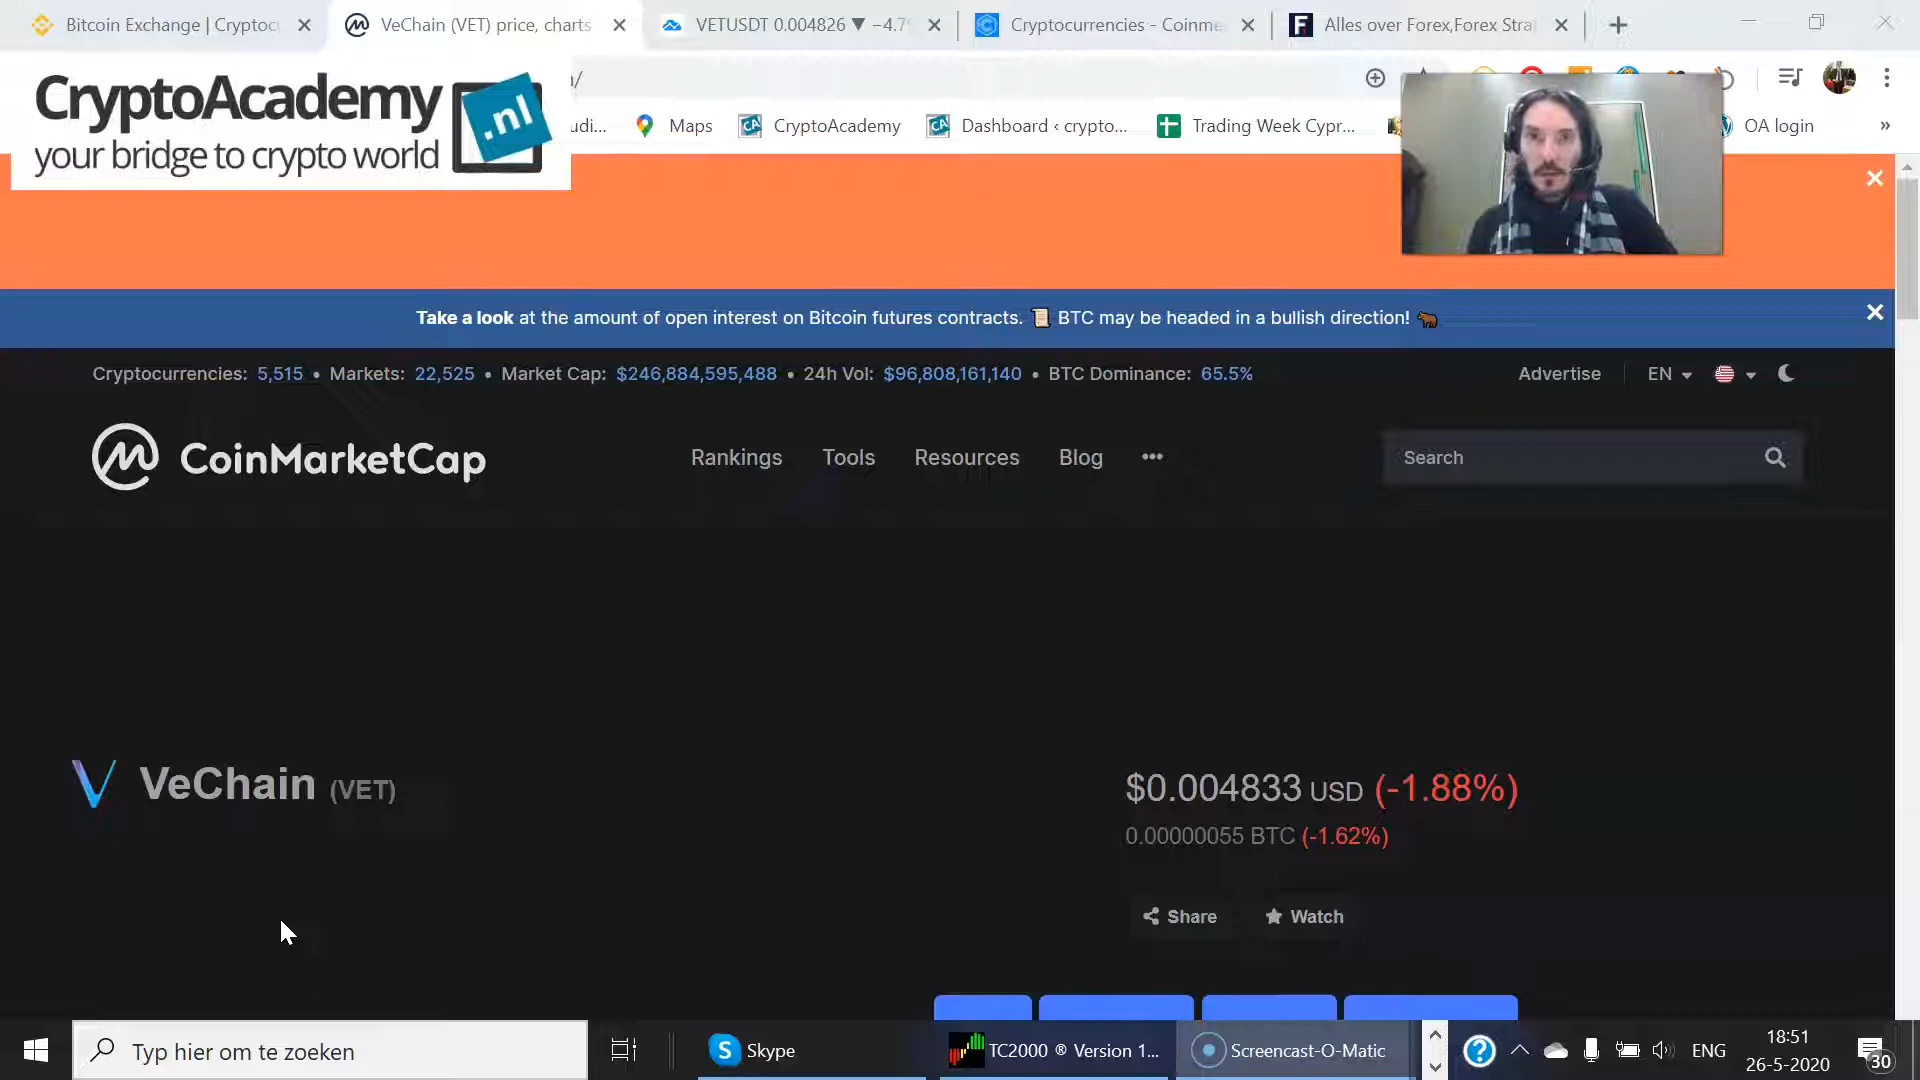 Bitcoin Exchange | Cryptoc
VeChain (VET) price, charts
VETUSDT 0.004826 ▼ −4.7
Cryptocurrencies - Coinme
Alles over Forex,Forex Stra
CryptoAcademy
.nl
your bridge to crypto world
Maps
CryptoAcademy
Dashboard ‹ crypto...
Trading Week Cypr...
OA login
Take a look at the amount of open interest on Bitcoin futures contracts. 📜 BTC may be headed in a bullish direction! 🐂
Cryptocurrencies: 5,515 • Markets: 22,525 • Market Cap: $246,884,595,488 • 24h Vol: $96,808,161,140 • BTC Dominance: 65.5%
Advertise
EN
CoinMarketCap
Rankings
Tools
Resources
Blog
Search
VeChain (VET)
$0.004833 USD (-1.88%)
0.00000055 BTC (-1.62%)
Share
Watch
Typ hier om te zoeken
Skype
TC2000 ® Version 1...
Screencast-O-Matic
ENG
18:51
26-5-2020
30